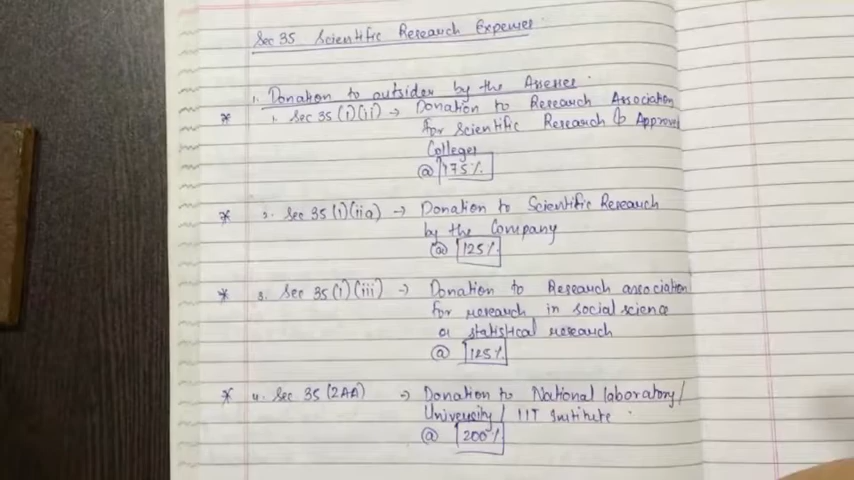 Sec 35 Scientific Research Expenses
1. Donation to outsider by the Assesses
* 1. Sec 35 (1)(ii) → Donation to Research Association
for Scientific Research & Approved
Colleges
@ 175%
* 2. Sec 35 (1)(iia) → Donation to Scientific Research
by the Company
@ 125%
* 3. Sec 35 (1)(iii) → Donation to Research association
for research in social science
or statistical research
@ 125%
* 4. Sec 35 (2AA) → Donation to National laboratory/
University/ IIT Institute
@ 200%